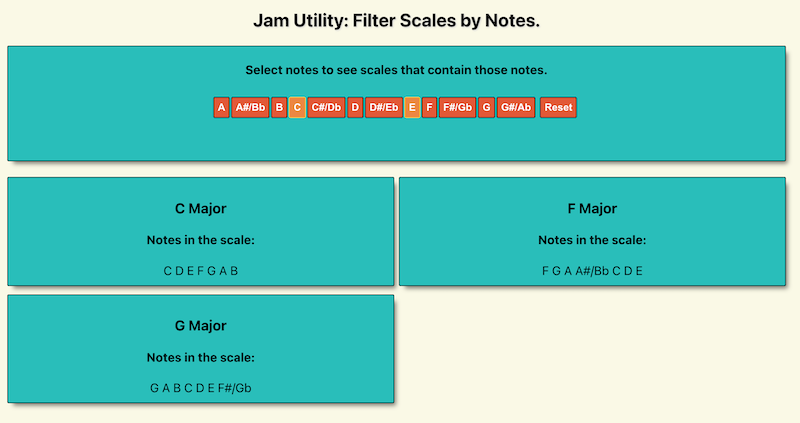 Jam Utility: Filter Scales by Notes.
Select notes to see scales that contain those notes.
A A#/Bb B C C#/Db D D#/Eb E F F#/Gb G G#/Ab Reset
C Major
Notes in the scale:
C D E F G A B
F Major
Notes in the scale:
F G A A#/Bb C D E
G Major
Notes in the scale:
G A B C D E F#/Gb